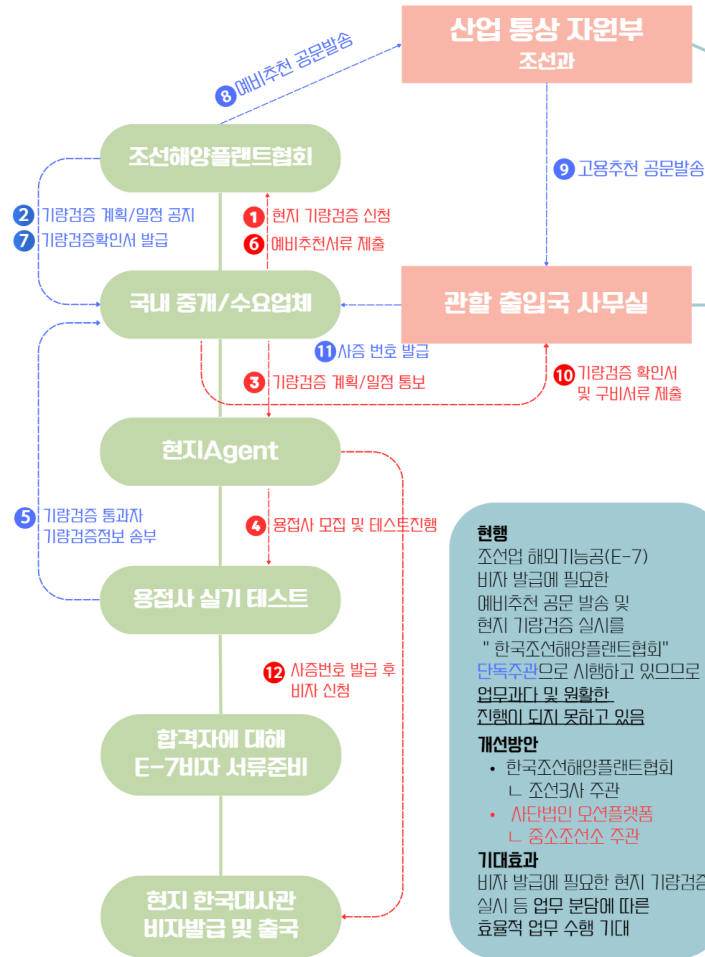 산업 통상 자원부
조선과
8 예비추천 공문발송
조선해양플랜트협회
9 고용추천 공문발송
2 기량검증 계획/일정 공지
7 기량검증확인서 발급
1 현지 기량검증 신청
6 예비추천서류 제출
국내 중개/수요업체
관할 출입국 사무실
11 사증 번호 발급
3 기량검증 계획/일정 통보
10 기량검증 확인서
및 구비서류 제출
현지Agent
5 기량검증 통과자
기량검증정보 송부
4 용접사 모집 및 테스트진행
용접사 실기 테스트
12 사증번호 발급 후
비자 신청
합격자에 대해
E-7비자 서류준비
현지 한국대사관
비자발급 및 출국
현행
조선업 해외기능공(E-7)
비자 발급에 필요한
예비추천 공문 발송 및
현지 기량검증 실시를
" 한국조선해양플랜트협회"
단독주관으로 시행하고 있으므로
업무과다 및 원활한
진행이 되지 못하고 있음
개선방안
• 한국조선해양플랜트협회
ㄴ 조선3사 주관
• 사단법인 모션플랫폼
ㄴ 중소조선소 주관
기대효과
비자 발급에 필요한 현지 기량검증
실시 등 업무 분담에 따른
효율적 업무 수행 기대